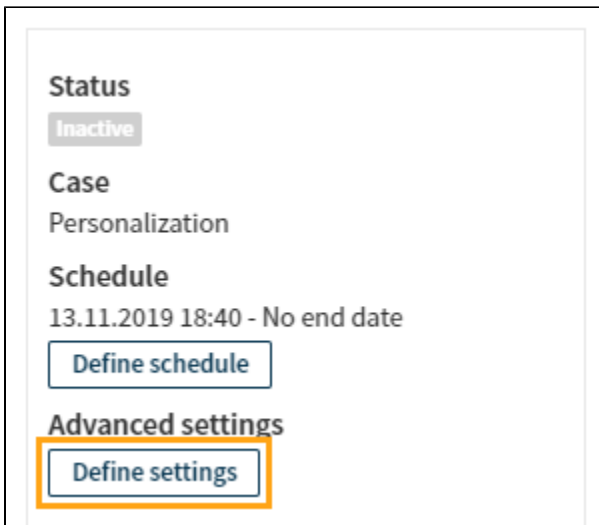 Status
Inactive
Case
Personalization
Schedule
13.11.2019 18:40 - No end date
Define schedule
Advanced settings
Define settings